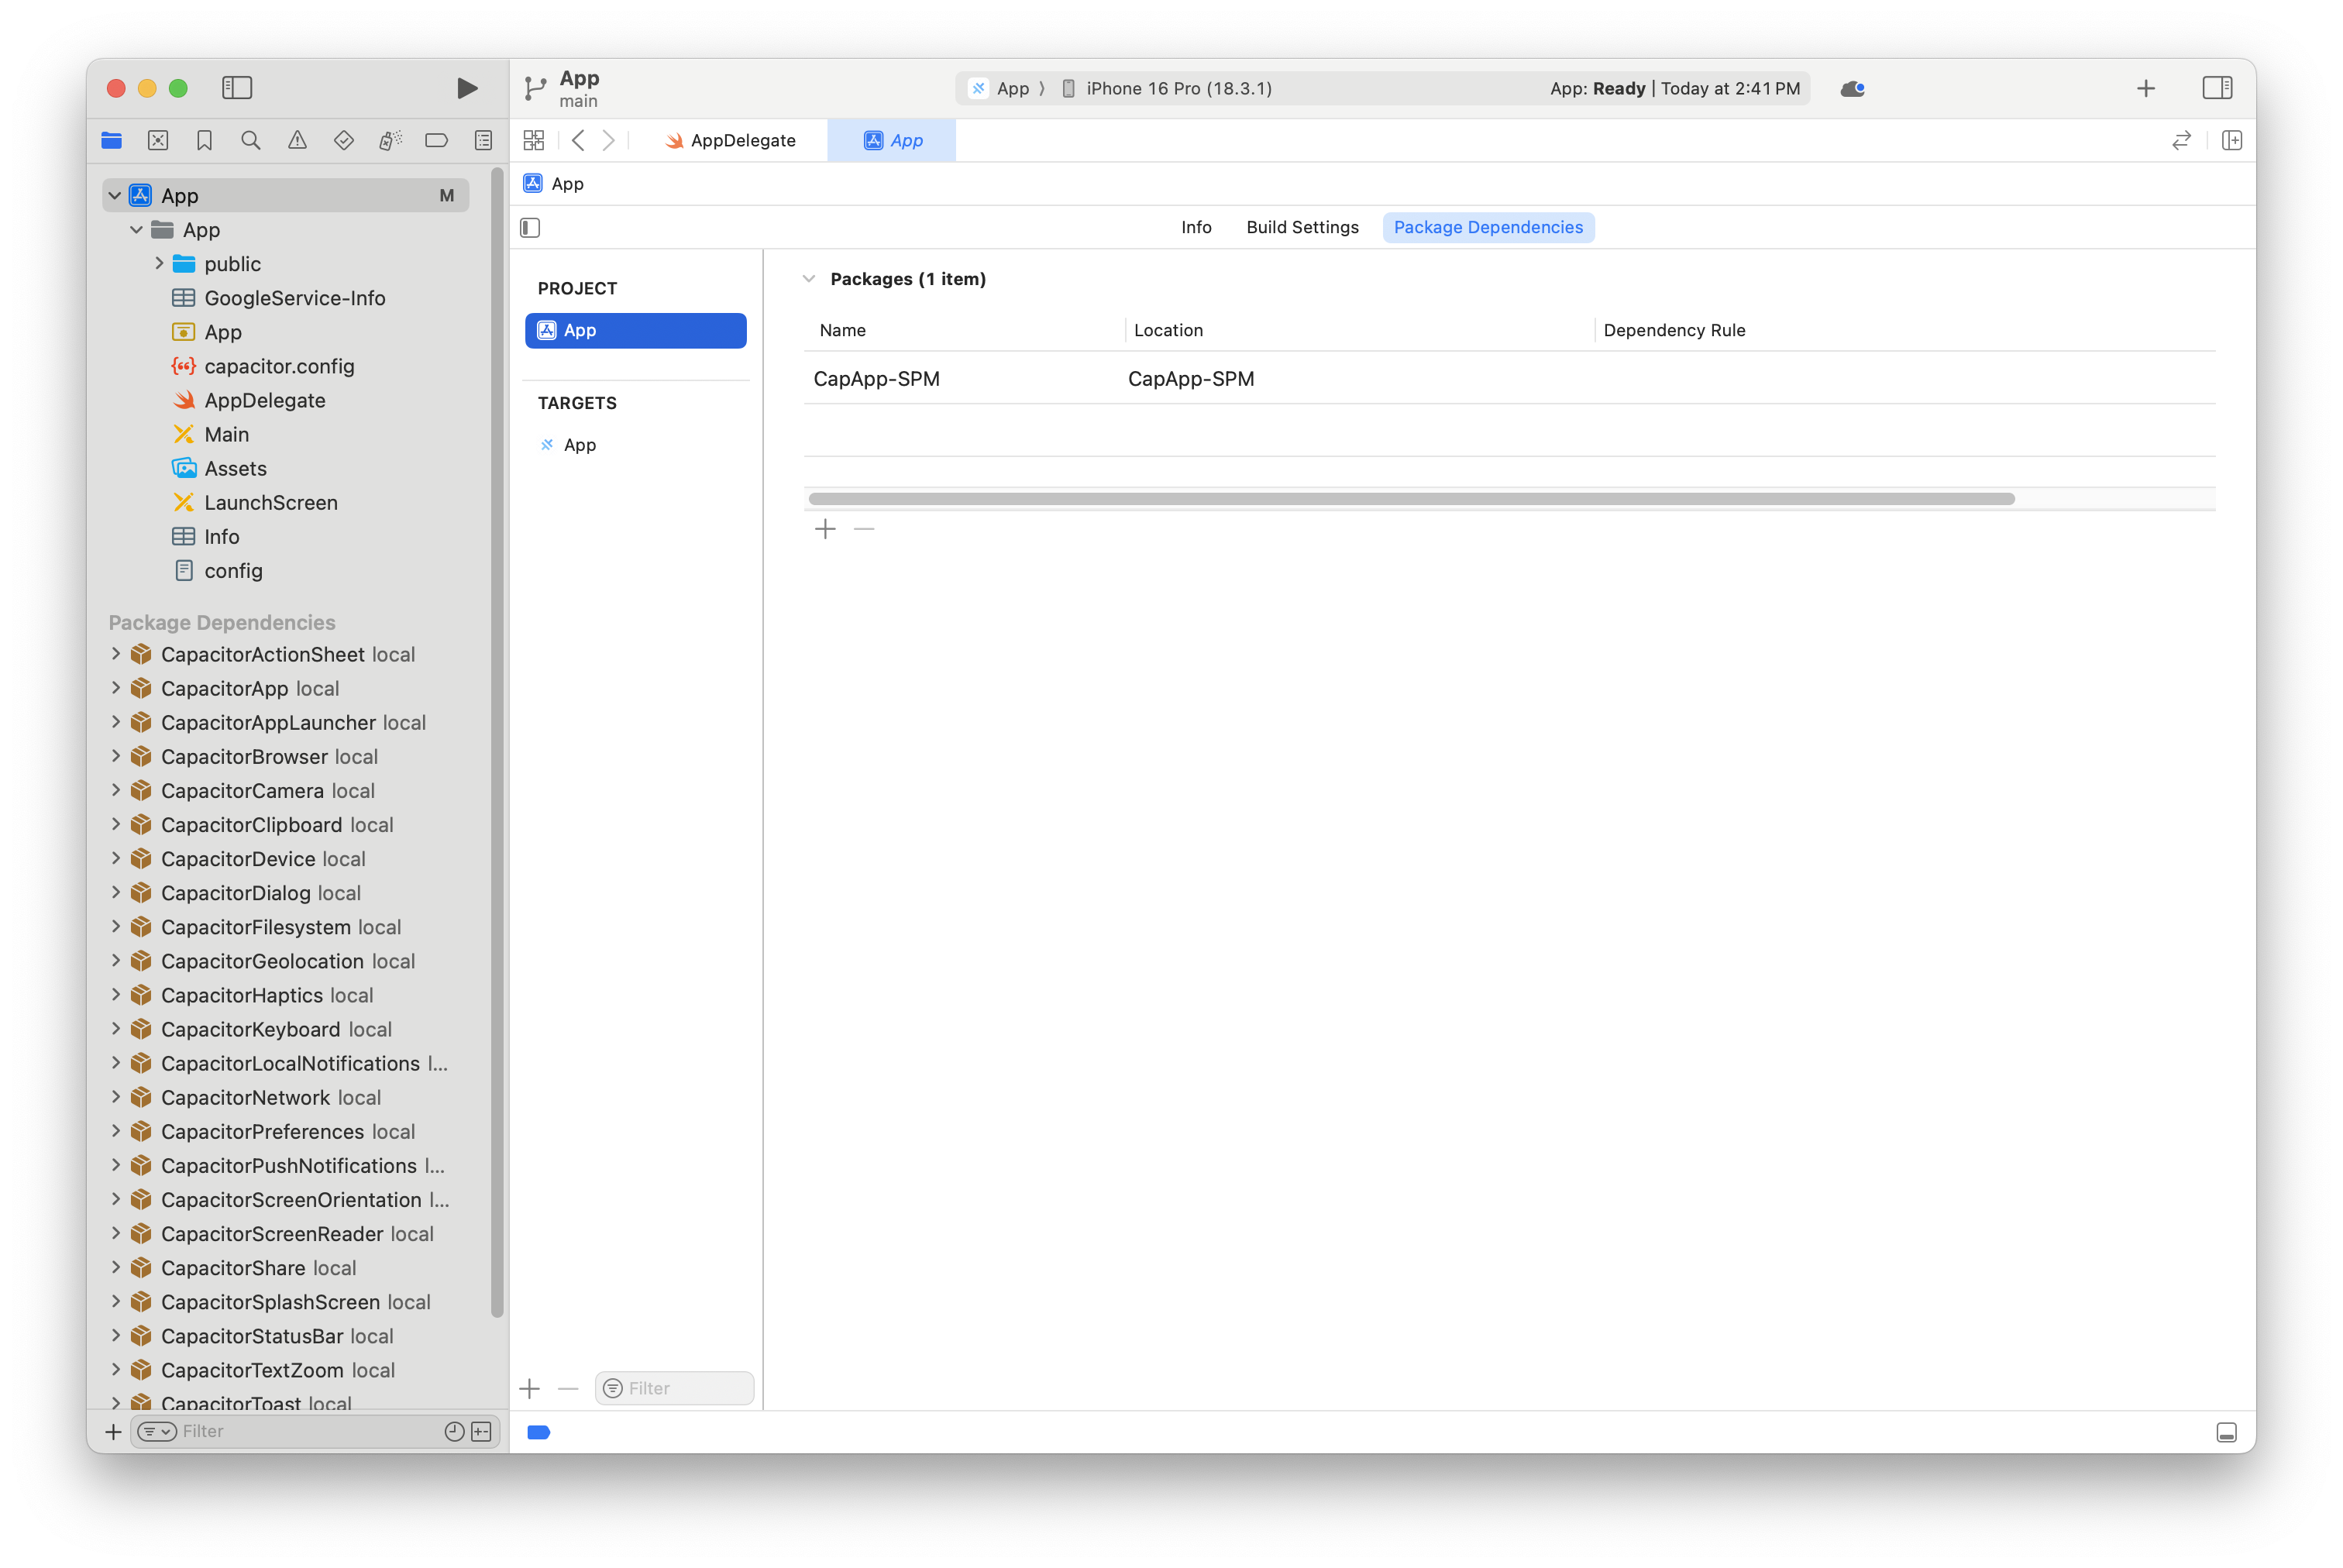 App
main
App
iPhone 16 Pro (18.3.1)
App: Ready | Today at 2:41 PM
AppDelegate
App
App
Info
Build Settings
Package Dependencies
App
M
App
public
GoogleService-Info
App
capacitor.config
AppDelegate
Main
Assets
LaunchScreen
Info
config
Package Dependencies
CapacitorActionSheet local
CapacitorApp local
CapacitorAppLauncher local
CapacitorBrowser local
CapacitorCamera local
CapacitorClipboard local
CapacitorDevice local
CapacitorDialog local
CapacitorFilesystem local
CapacitorGeolocation local
CapacitorHaptics local
CapacitorKeyboard local
CapacitorLocalNotifications l...
CapacitorNetwork local
CapacitorPreferences local
CapacitorPushNotifications l...
CapacitorScreenOrientation l...
CapacitorScreenReader local
CapacitorShare local
CapacitorSplashScreen local
CapacitorStatusBar local
CapacitorTextZoom local
CapacitorToast local
Filter
PROJECT
App
TARGETS
App
Filter
Packages (1 item)
Name
Location
Dependency Rule
CapApp-SPM
CapApp-SPM